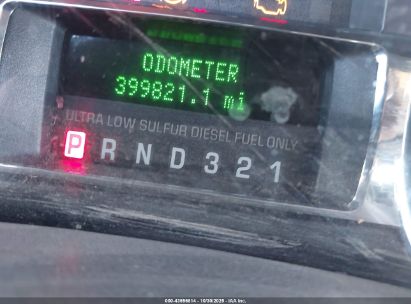 ODOMETER
399821.1 mi
ULTRA LOW SULFUR DIESEL FUEL ONLY
P R N D 3 2 1